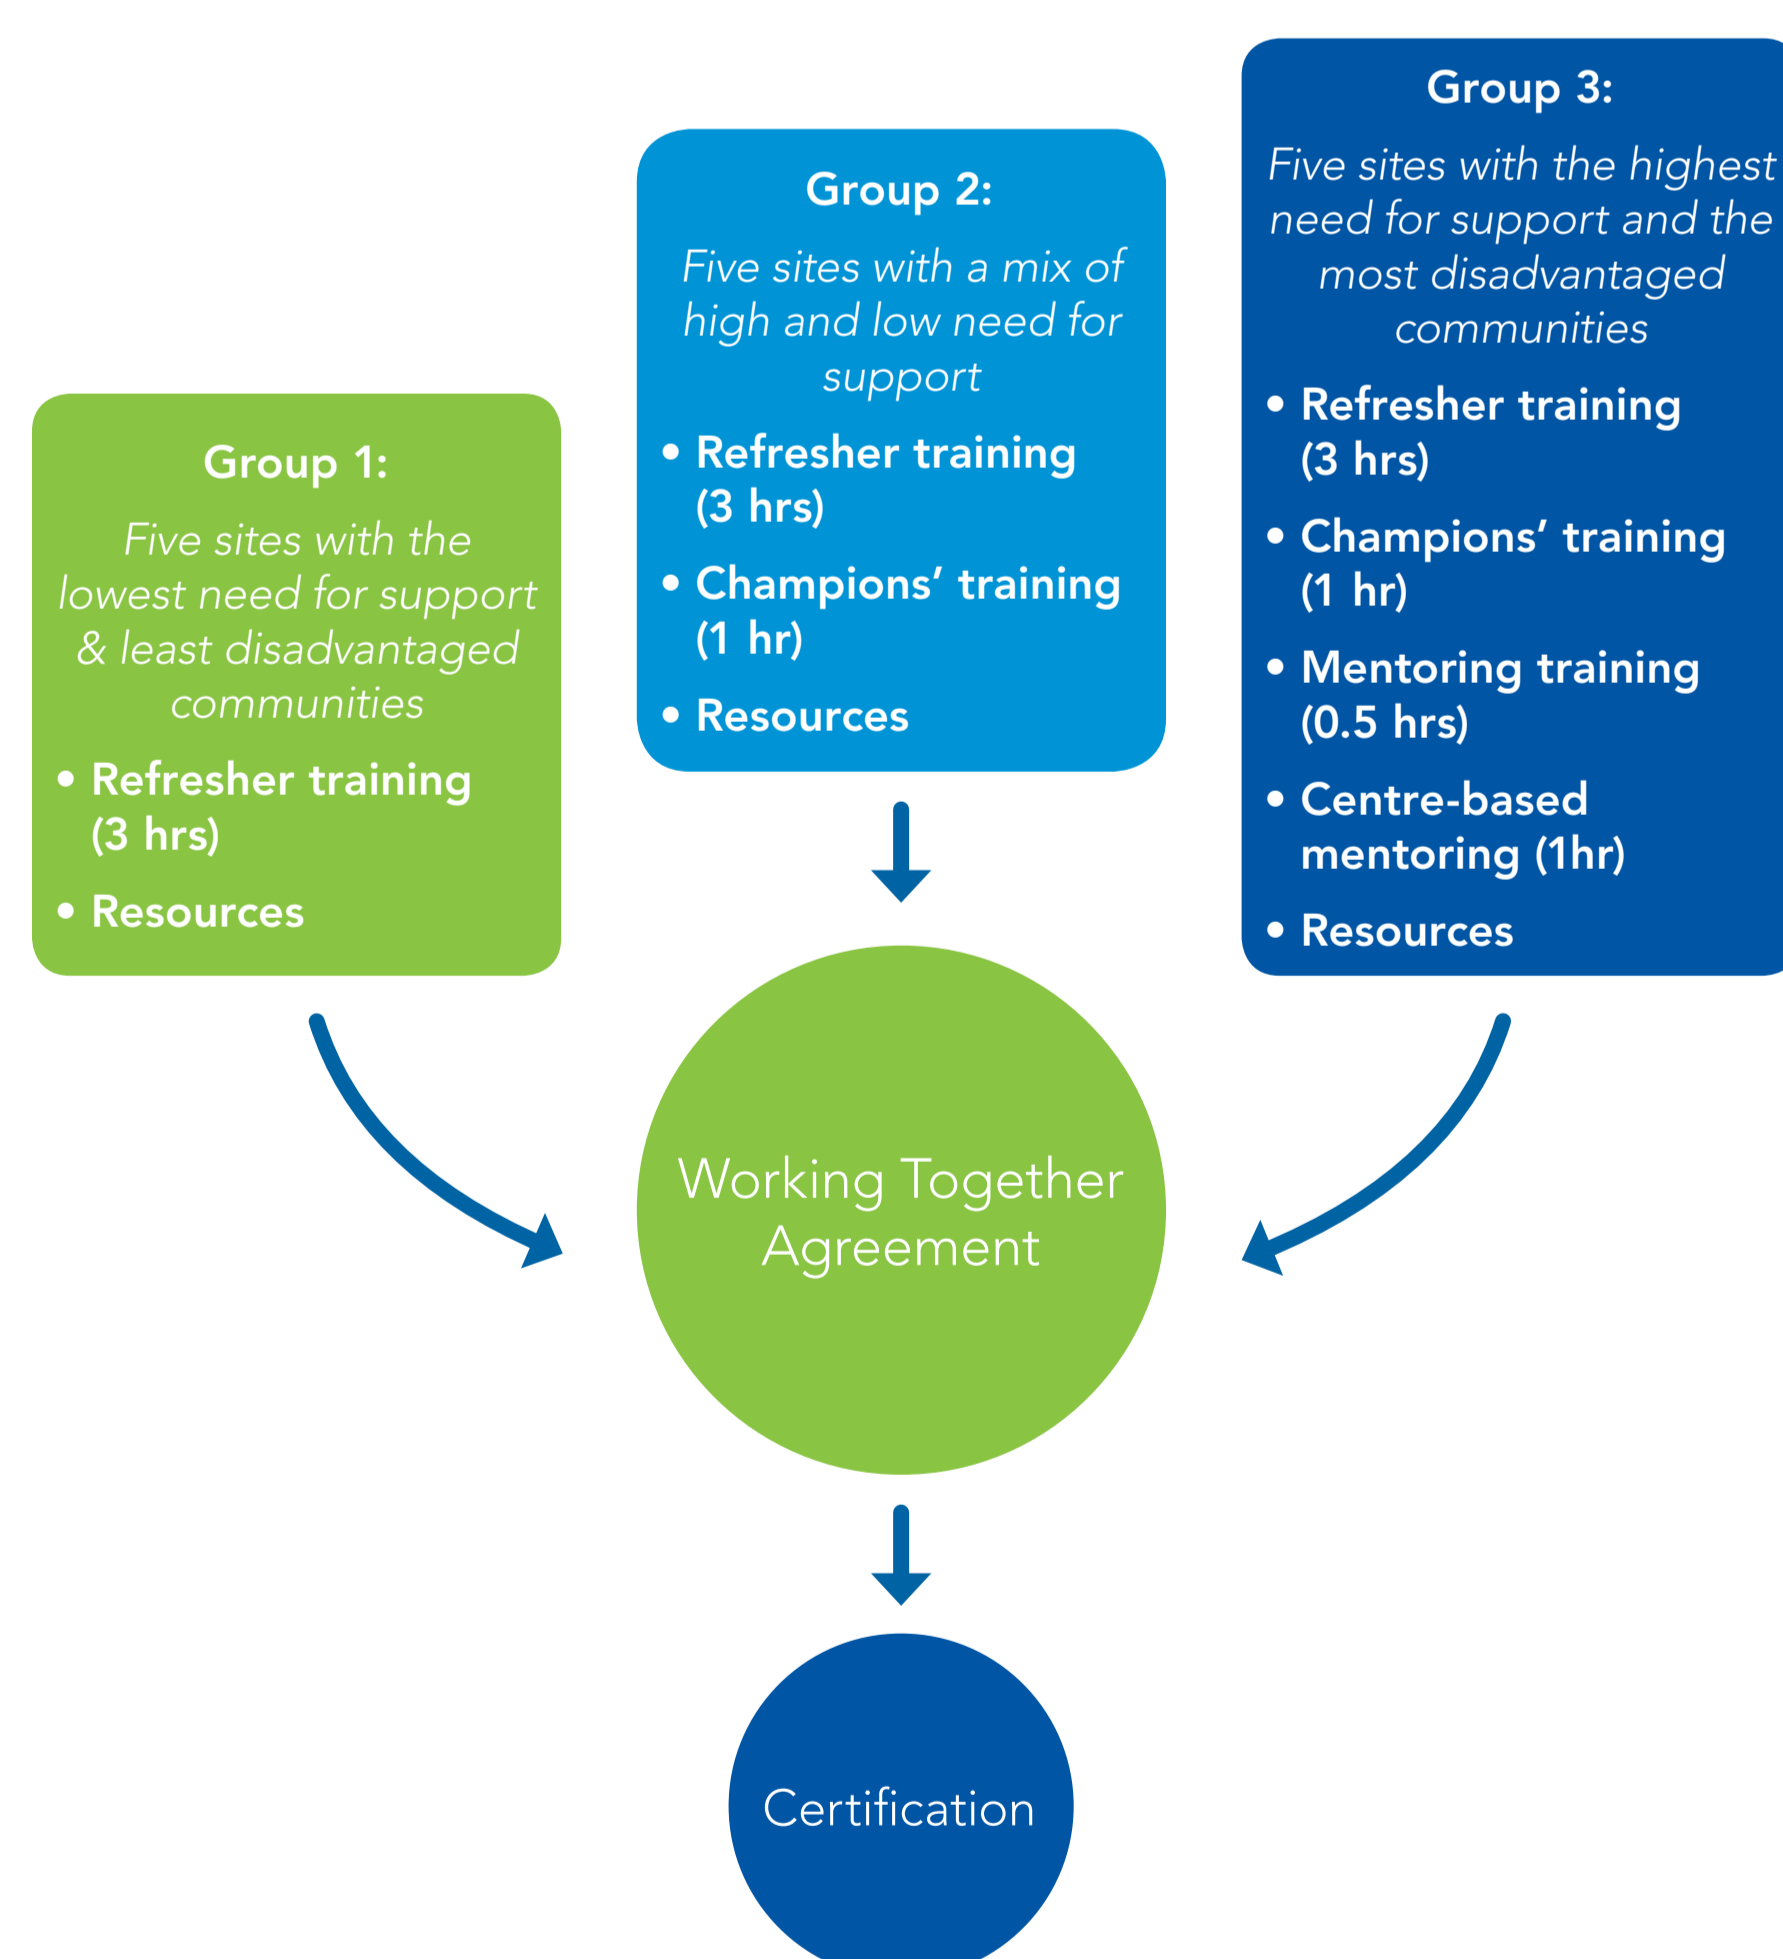 Group 1:
Five sites with the
lowest need for support
& least disadvantaged
communities
• Refresher training
(3 hrs)
• Resources
Group 2:
Five sites with a mix of
high and low need for
support
• Refresher training
(3 hrs)
• Champions’ training
(1 hr)
• Resources
Group 3:
Five sites with the highest
need for support and the
most disadvantaged
communities
• Refresher training
(3 hrs)
• Champions’ training
(1 hr)
• Mentoring training
(0.5 hrs)
• Centre-based
mentoring (1hr)
• Resources
Working Together
Agreement
Certification